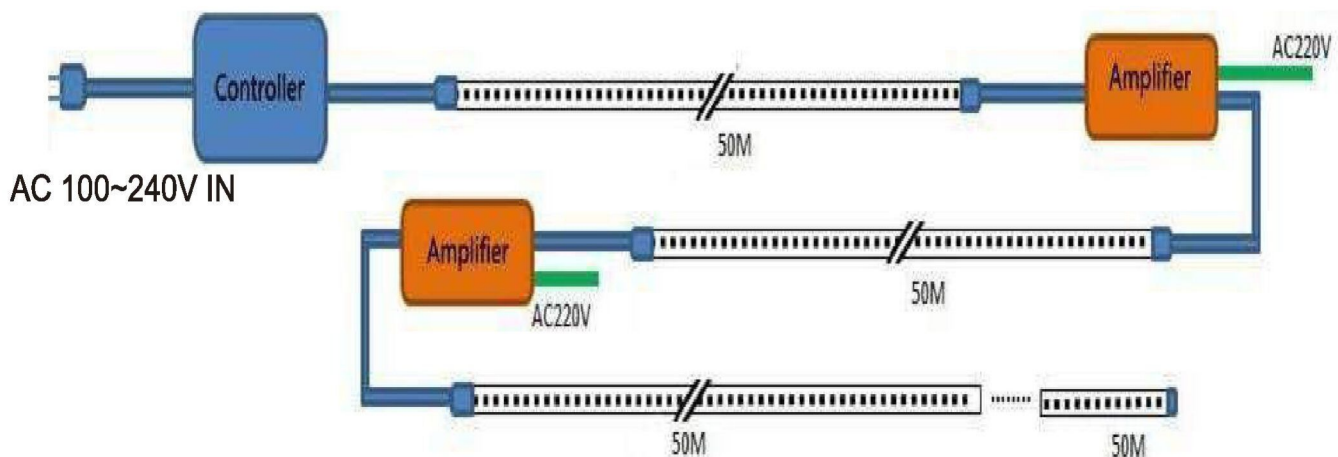 Controller
50M
Amplifier
AC220V
AC 100~240V IN
Amplifier
AC220V
50M
50M
50M